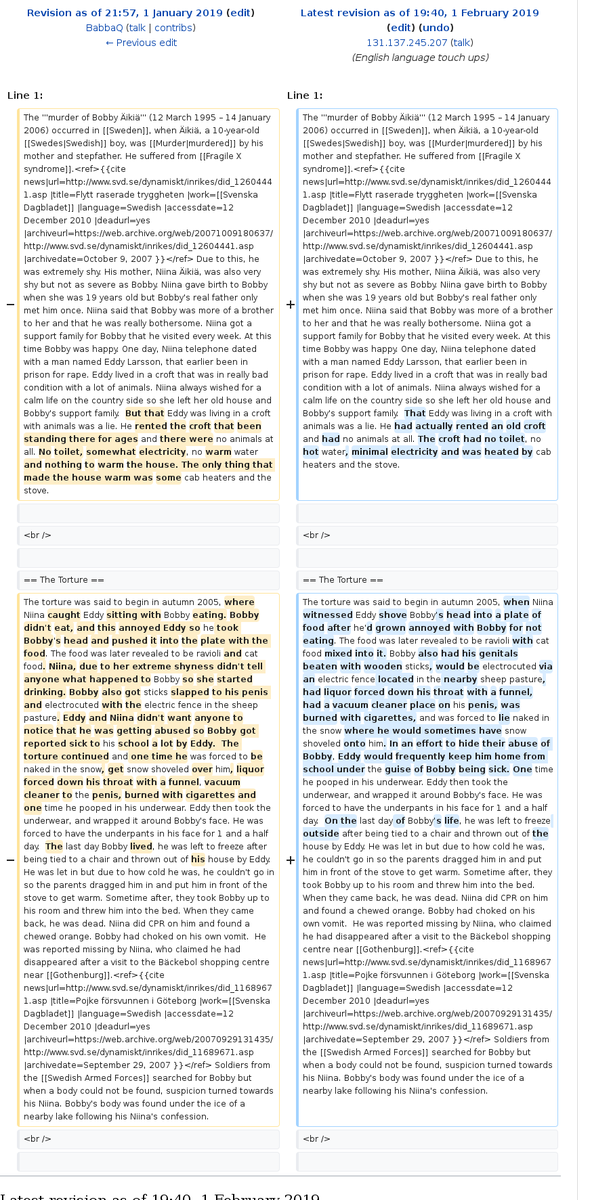 Revision as of 21:57, 1 January 2019 (edit)
BabbaQ (talk | contribs)
← Previous edit
Latest revision as of 19:40, 1 February 2019
(edit) (undo)
131.137.245.207 (talk)
(English language touch ups)
Line 1:
Line 1:
−
The '''murder of Bobby Äikiä''' (12 March 1995 – 14 January
2006) occurred in [[Sweden]], when Äikiä, a 10-year-old
[[Swedes|Swedish]] boy, was [[Murder|murdered]] by his
mother and stepfather. He suffered from [[Fragile X
syndrome]].<ref>{{cite
news|url=http://www.svd.se/dynamiskt/inrikes/did_1260444
1.asp |title=Flytt raserade tryggheten |work=[[Svenska
Dagbladet]] |language=Swedish |accessdate=12
December 2010 |deadurl=yes
|archiveurl=https://web.archive.org/web/20071009180637/
http://www.svd.se/dynamiskt/inrikes/did_12604441.asp
|archivedate=October 9, 2007 }}</ref> Due to this, he
was extremely shy. His mother, Niina Äikiä, was also very
shy but not as severe as Bobby. Niina gave birth to Bobby
when she was 19 years old but Bobby's real father only
met him once. Niina said that Bobby was more of a brother
to her and that he was really bothersome. Niina got a
support family for Bobby that he visited every week. At this
time Bobby was happy. One day, Niina telephone dated
with a man named Eddy Larsson, that earlier been in
prison for rape. Eddy lived in a croft that was in really bad
condition with a lot of animals. Niina always wished for a
calm life on the country side so she left her old house and
Bobby's support family.  But that Eddy was living in a croft
with animals was a lie. He rented the croft that been
standing there for ages and there were no animals at
all. No toilet, somewhat electricity, no warm water
and nothing to warm the house. The only thing that
made the house warm was some cab heaters and the
stove.
+
The '''murder of Bobby Äikiä''' (12 March 1995 – 14 January
2006) occurred in [[Sweden]], when Äikiä, a 10-year-old
[[Swedes|Swedish]] boy, was [[Murder|murdered]] by his
mother and stepfather. He suffered from [[Fragile X
syndrome]].<ref>{{cite
news|url=http://www.svd.se/dynamiskt/inrikes/did_1260444
1.asp |title=Flytt raserade tryggheten |work=[[Svenska
Dagbladet]] |language=Swedish |accessdate=12
December 2010 |deadurl=yes
|archiveurl=https://web.archive.org/web/20071009180637/
http://www.svd.se/dynamiskt/inrikes/did_12604441.asp
|archivedate=October 9, 2007 }}</ref> Due to this, he
was extremely shy. His mother, Niina Äikiä, was also very
shy but not as severe as Bobby. Niina gave birth to Bobby
when she was 19 years old but Bobby's real father only
met him once. Niina said that Bobby was more of a brother
to her and that he was really bothersome. Niina got a
support family for Bobby that he visited every week. At this
time Bobby was happy. One day, Niina telephone dated
with a man named Eddy Larsson, that earlier been in
prison for rape. Eddy lived in a croft that was in really bad
condition with a lot of animals. Niina always wished for a
calm life on the country side so she left her old house and
Bobby's support family.  That Eddy was living in a croft
with animals was a lie. He had actually rented an old croft
and had no animals at all. The croft had no toilet, no
hot water, minimal electricity and was heated by cab
heaters and the stove.
<br />
<br />
== The Torture ==
== The Torture ==
−
The torture was said to begin in autumn 2005, where
Niina caught Eddy sitting with Bobby eating. Bobby
didn't eat, and this annoyed Eddy so he took
Bobby's head and pushed it into the plate with the
food. The food was later revealed to be ravioli and cat
food. Niina, due to her extreme shyness didn't tell
anyone what happened to Bobby so she started
drinking. Bobby also got sticks slapped to his penis
and electrocuted with the electric fence in the sheep
pasture. Eddy and Niina didn't want anyone to
notice that he was getting abused so Bobby got
reported sick to his school a lot by Eddy.  The
torture continued and one time he was forced to be
naked in the snow, get snow shoveled over him, liquor
forced down his throat with a funnel, vacuum
cleaner to the penis, burned with cigarettes and
one time he pooped in his underwear. Eddy then took the
underwear, and wrapped it around Bobby's face. He was
forced to have the underpants in his face for 1 and a half
day.  The last day Bobby lived, he was left to freeze after
being tied to a chair and thrown out of his house by Eddy.
He was let in but due to how cold he was, he couldn't go in
so the parents dragged him in and put him in front of the
stove to get warm. Sometime after, they took Bobby up to
his room and threw him into the bed. When they came
back, he was dead. Niina did CPR on him and found a
chewed orange. Bobby had choked on his own vomit.  He
was reported missing by Niina, who claimed he had
disappeared after a visit to the Bäckebol shopping centre
near [[Gothenburg]].<ref>{{cite
news|url=http://www.svd.se/dynamiskt/inrikes/did_1168967
1.asp |title=Pojke försvunnen i Göteborg |work=[[Svenska
Dagbladet]] |language=Swedish |accessdate=12
December 2010 |deadurl=yes
|archiveurl=https://web.archive.org/web/20070929131435/
http://www.svd.se/dynamiskt/inrikes/did_11689671.asp
|archivedate=September 29, 2007 }}</ref> Soldiers from
the [[Swedish Armed Forces]] searched for Bobby but
when a body could not be found, suspicion turned towards
his Niina. Bobby's body was found under the ice of a
nearby lake following his Niina's confession.
+
The torture was said to begin in autumn 2005, when Niina
witnessed Eddy shove Bobby's head into a plate of
food after he'd grown annoyed with Bobby for not
eating. The food was later revealed to be ravioli with cat
food mixed into it. Bobby also had his genitals
beaten with wooden sticks, would be electrocuted via
an electric fence located in the nearby sheep pasture,
had liquor forced down his throat with a funnel,
had a vacuum cleaner place on his penis, was
burned with cigarettes, and was forced to lie naked in
the snow where he would sometimes have snow
shoveled onto him. In an effort to hide their abuse of
Bobby, Eddy would frequently keep him home from
school under the guise of Bobby being sick. One time
he pooped in his underwear. Eddy then took the
underwear, and wrapped it around Bobby's face. He was
forced to have the underpants in his face for 1 and a half
day.  On the last day of Bobby's life, he was left to freeze
outside after being tied to a chair and thrown out of the
house by Eddy. He was let in but due to how cold he was,
he couldn't go in so the parents dragged him in and put
him in front of the stove to get warm. Sometime after, they
took Bobby up to his room and threw him into the bed.
When they came back, he was dead. Niina did CPR on him
and found a chewed orange. Bobby had choked on his
own vomit.  He was reported missing by Niina, who claimed
he had disappeared after a visit to the Bäckebol shopping
centre near [[Gothenburg]].<ref>{{cite
news|url=http://www.svd.se/dynamiskt/inrikes/did_1168967
1.asp |title=Pojke försvunnen i Göteborg |work=[[Svenska
Dagbladet]] |language=Swedish |accessdate=12
December 2010 |deadurl=yes
|archiveurl=https://web.archive.org/web/20070929131435/
http://www.svd.se/dynamiskt/inrikes/did_11689671.asp
|archivedate=September 29, 2007 }}</ref> Soldiers from
the [[Swedish Armed Forces]] searched for Bobby but
when a body could not be found, suspicion turned towards
his Niina. Bobby's body was found under the ice of a
nearby lake following his Niina's confession.
<br />
<br />
Latest revision as of 19:40, 1 February 2019